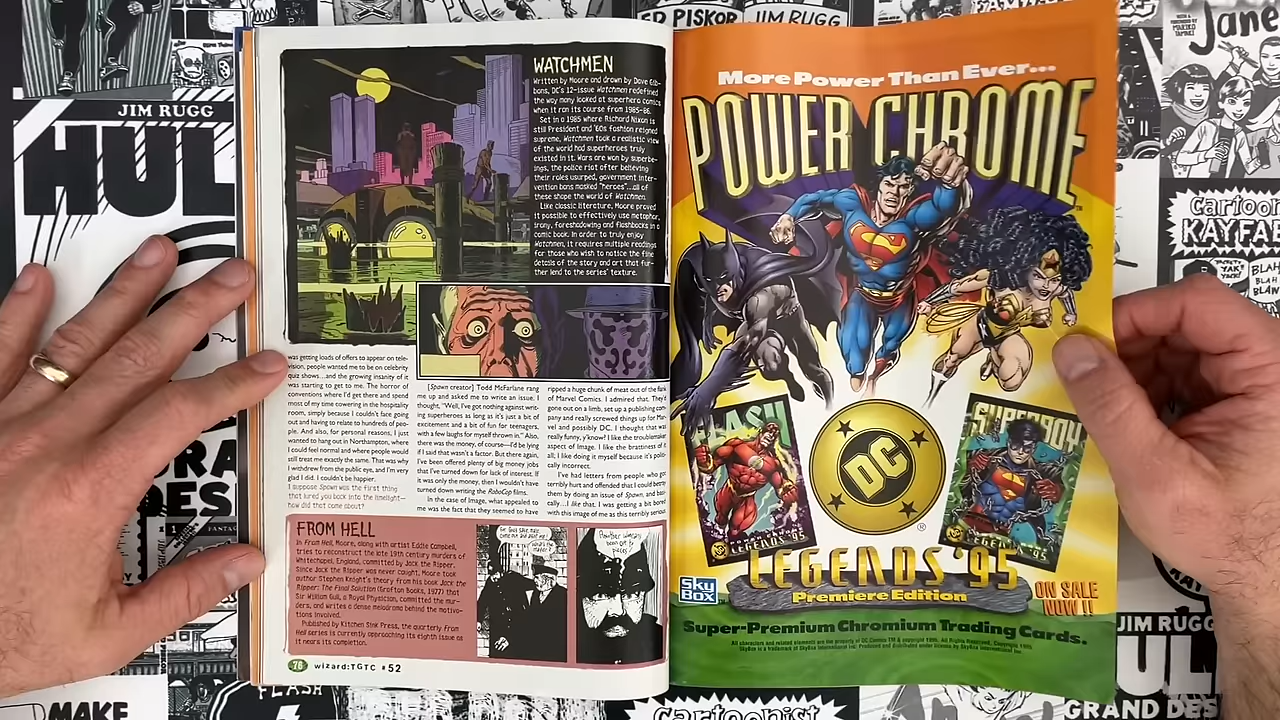 ED PISKOR
JIM RUGG
Jane
JIM RUGG
HUL
DES
MAKE
FLASH
WATCHMEN
Written by Moore and drawn by Dave Gib-
bons, DC's 12-issue Watchmen redefined
the way many looked at superhero comics
when it ran its course from 1985-86.
Set in a 1985 where Richard Nixon is
still President and '60s fashion reigned
supreme, Watchmen took a realistic view
of the world had superheroes truly
existed in it. Wars are won by superbe-
ings, the police riot after believing
their roles usurped, government inter-
vention bans masked "heroes"...all of
these shape the world of Watchmen.
Like classic literature, Moore proved
it possible to effectively use metaphor,
irony, foreshadowing and flashbacks in a
comic book. In order to truly enjoy
Watchmen, it requires multiple readings
for those who wish to notice the fine
details of the story and art that fur-
ther lend to the series' texture.
was getting loads of offers to appear on tele-
vision, people wanted me to be on celebrity
quiz shows...and the growing insanity of it
was starting to get to me. The horror of
conventions where I'd get there and spend
most of my time cowering in the hospitality
room, simply because I couldn't face going
out and having to relate to hundreds of peo-
ple. And also, for personal reasons, I just
wanted to hang out in Northampton, where
I could feel normal and where people would
still treat me exactly the same. That was why
I withdrew from the public eye, and I'm very
glad I did. I couldn't be happier.
I suppose Spawn was the first thing
that lured you back into the limelight—
how did that come about?
[Spawn creator] Todd McFarlane rang
me up and asked me to write an issue. I
thought, "Well, I've got nothing against writ-
ing superheroes as long as it's just a bit of
excitement and a bit of fun for teenagers,
with a few laughs for myself thrown in." Also,
there was the money, of course—I'd be lying
if I said that wasn't a factor. But there again,
I've been offered plenty of big money jobs
that I've turned down for lack of interest. If
it was only the money, then I wouldn't have
turned down writing the RoboCop films.
In the case of Image, what appealed to
me was the fact that they seemed to have
ripped a huge chunk of meat out of the flank
of Marvel Comics. I admired that. They'd
gone out on a limb, set up a publishing com-
pany and really screwed things up for Mar-
vel and possibly DC. I thought that was
really funny, y'know? I like the troublemaker
aspect of Image. I like the brattiness of it
all; I like doing it myself because it's poli-
cally incorrect.
I've had letters from people who got
terribly hurt and offended that I could betray
them by doing an issue of Spawn, and basi-
cally...I like that. I was getting a bit bored
with this image of me as this terribly serious
FROM HELL
In From Hell, Moore, along with artist Eddie Campbell,
tries to reconstruct the late 19th century murders of
Whitechapel, England, committed by Jack the Ripper.
Since Jack the Ripper was never caught, Moore took
author Stephen Knight's theory from his book Jack the
Ripper: The Final Solution (Grafton Books, 1977) that
Sir William Gull, a Royal Physician, committed the mur-
ders, and writes a dense melodrama behind the motiva-
tions involved.
Published by Kitchen Sink Press, the quarterly From
Hell series is currently approaching its eighth issue as
it nears its completion.
76 wizard:TGTC #52
More Power Than Ever...
POWER CHROME
FLASH
SUPERBOY
DC
LEGENDS '95
LEGENDS '95
LEGENDS '95
Premiere Edition
SkyBOX
ON SALE
NOW!!
Super-Premium Chromium Trading Cards.
Cartoonist
KAYFABE
YAK!
BLAH
BLAH
JIM RUGG
HUL
GRAND DES
cartoonist